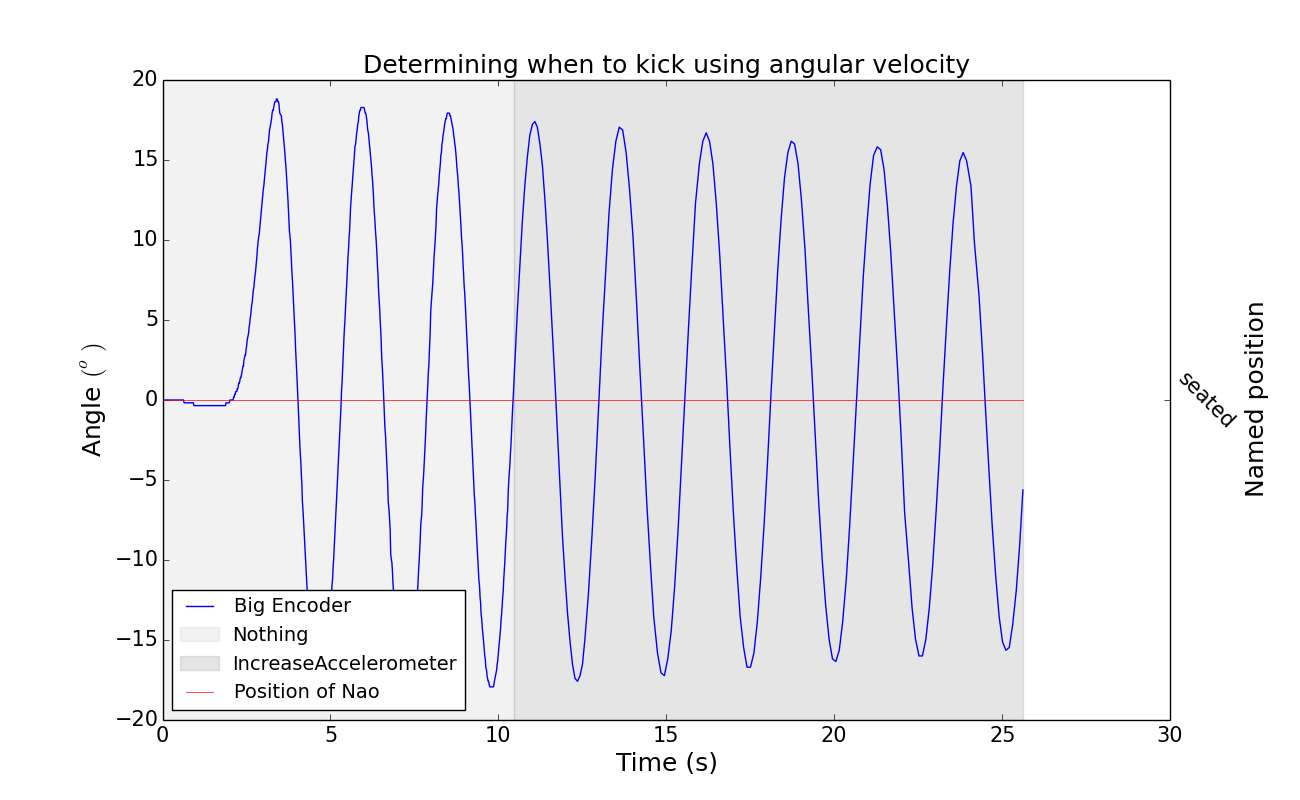 Determining when to kick using angular velocity
20
15
10
5
0
−5
−10
−15
−20
Angle (°)
Big Encoder
Nothing
IncreaseAccelerometer
Position of Nao
0 5 10 15 20 25 30
Time (s)
seated
Named position